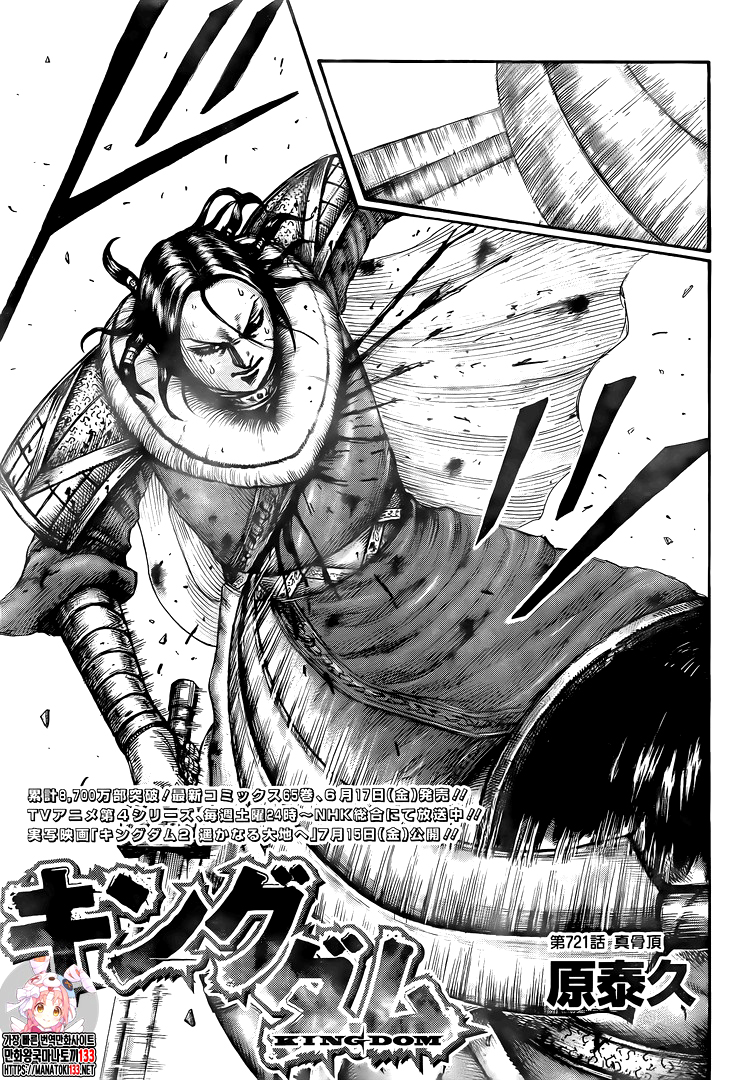 累計8,700万部突破!最新コミックス65巻、6月17日(金)発売!!
TVアニメ第4シリーズ、毎週土曜24時〜NHK総合にて放送中!!
実写映画「キングダム2 遥かなる大地へ」7月15日(金)公開!!
キングダム
KINGDOM
第721話 真骨頂
原泰久
가장 빠른 번역만화사이트
만화왕국마나토끼133
HTTPS://MANATOKI133.NET